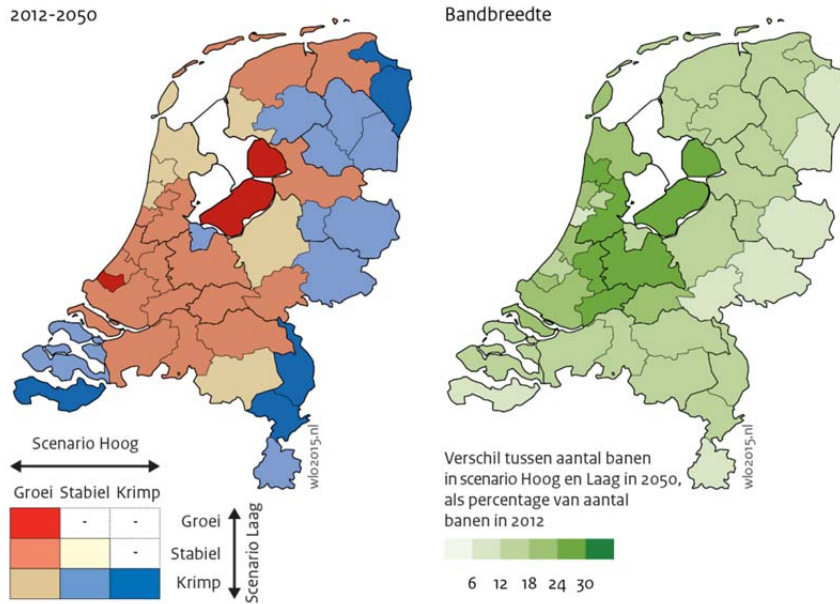 2012-2050
Bandbreedte
wlo2015.nl
wlo2015.nl
Scenario Hoog
Groei Stabiel Krimp
- - Groei
- Stabiel
Krimp
Scenario Laag
Verschil tussen aantal banen
in scenario Hoog en Laag in 2050,
als percentage van aantal
banen in 2012
6 12 18 24 30